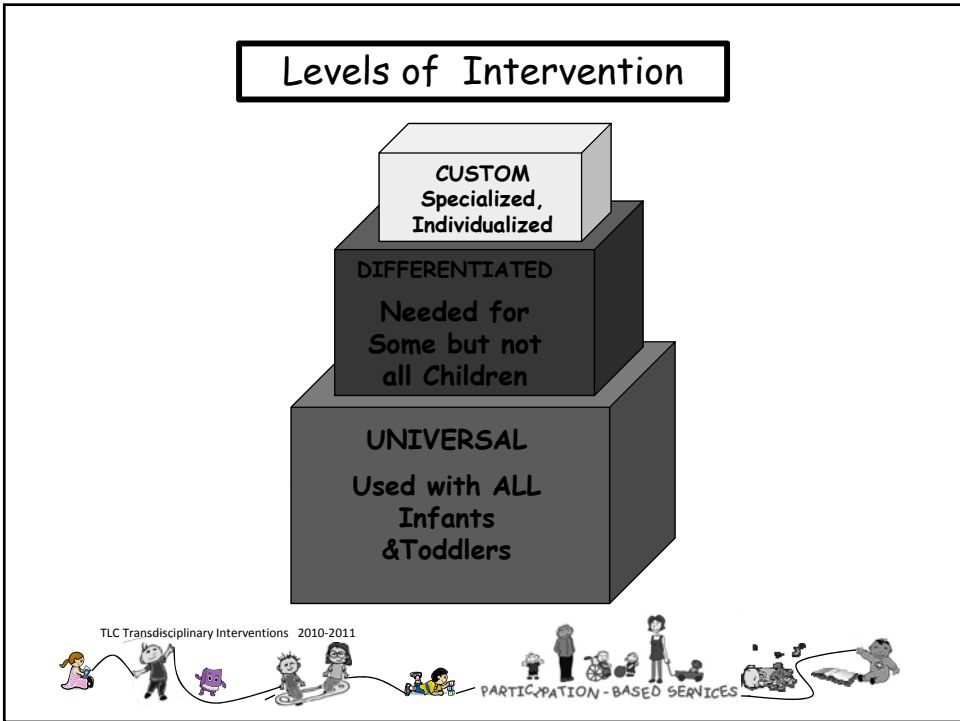 Levels of Intervention
CUSTOM
Specialized,
Individualized
DIFFERENTIATED
Needed for
Some but not
all Children
UNIVERSAL
Used with ALL
Infants
&Toddlers
TLC Transdisciplinary Interventions 2010-2011
PARTICIPATION-BASED SERVICES